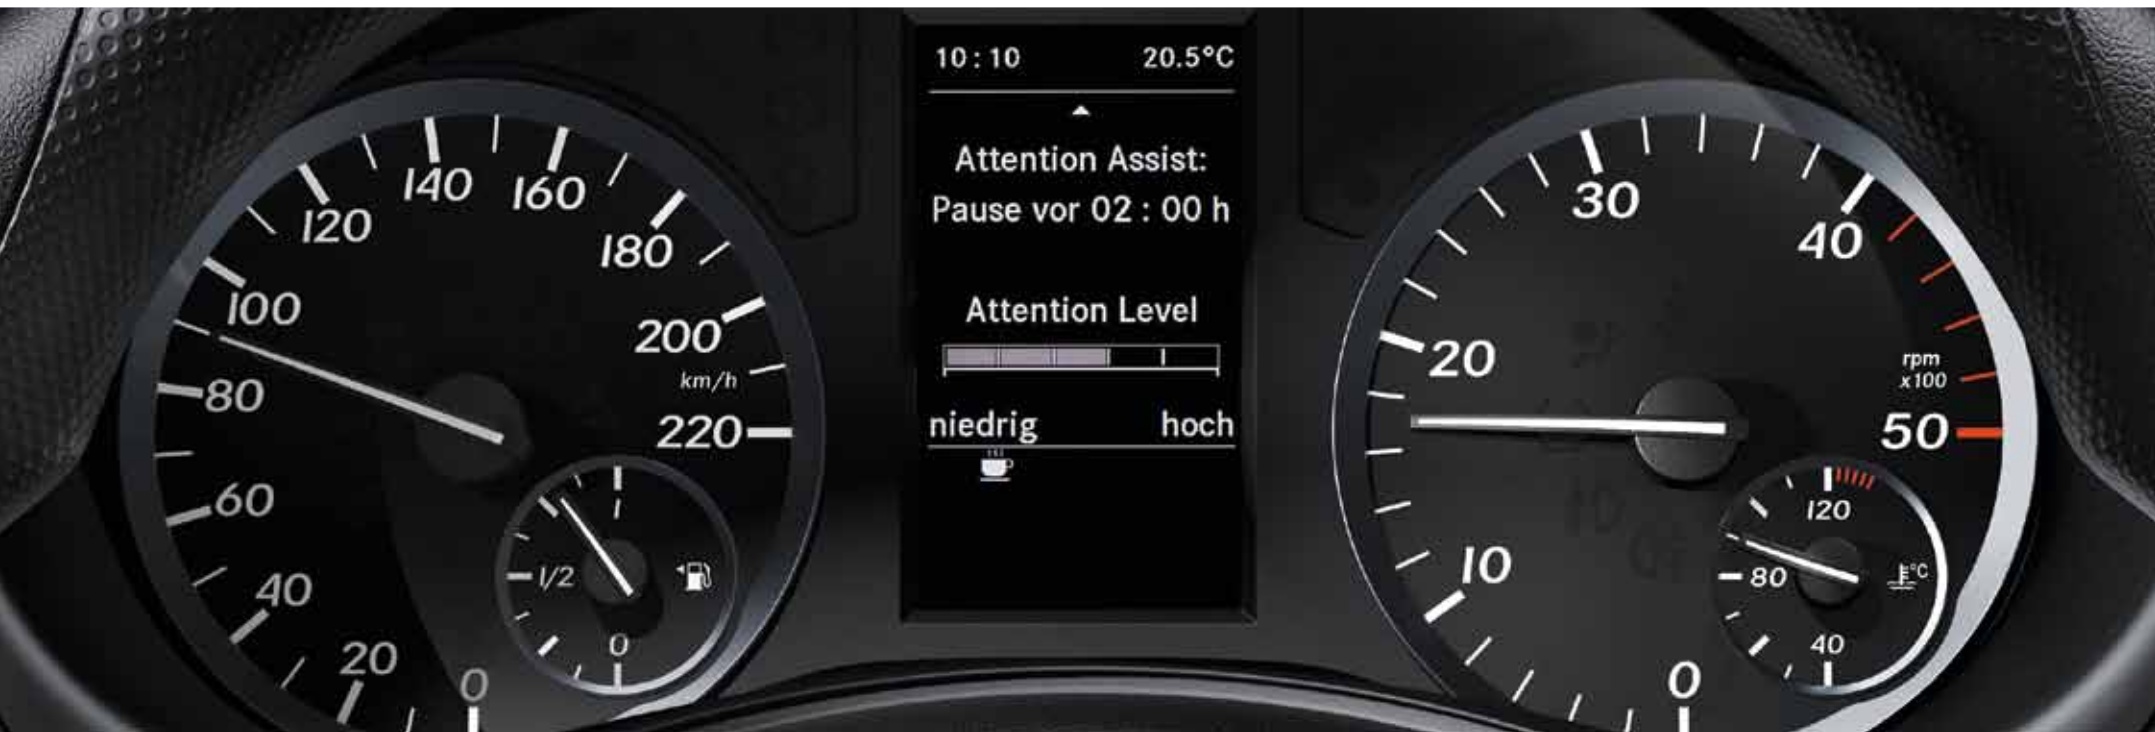 10:10 20.5°C
Attention Assist:
Pause vor 02 : 00 h
Attention Level
niedrig hoch
0
20
40
60
80
100
120
140
160
180
200
km/h
220
1/2
0
0
10
20
30
40
rpm
x100
50
120
80
°C
40